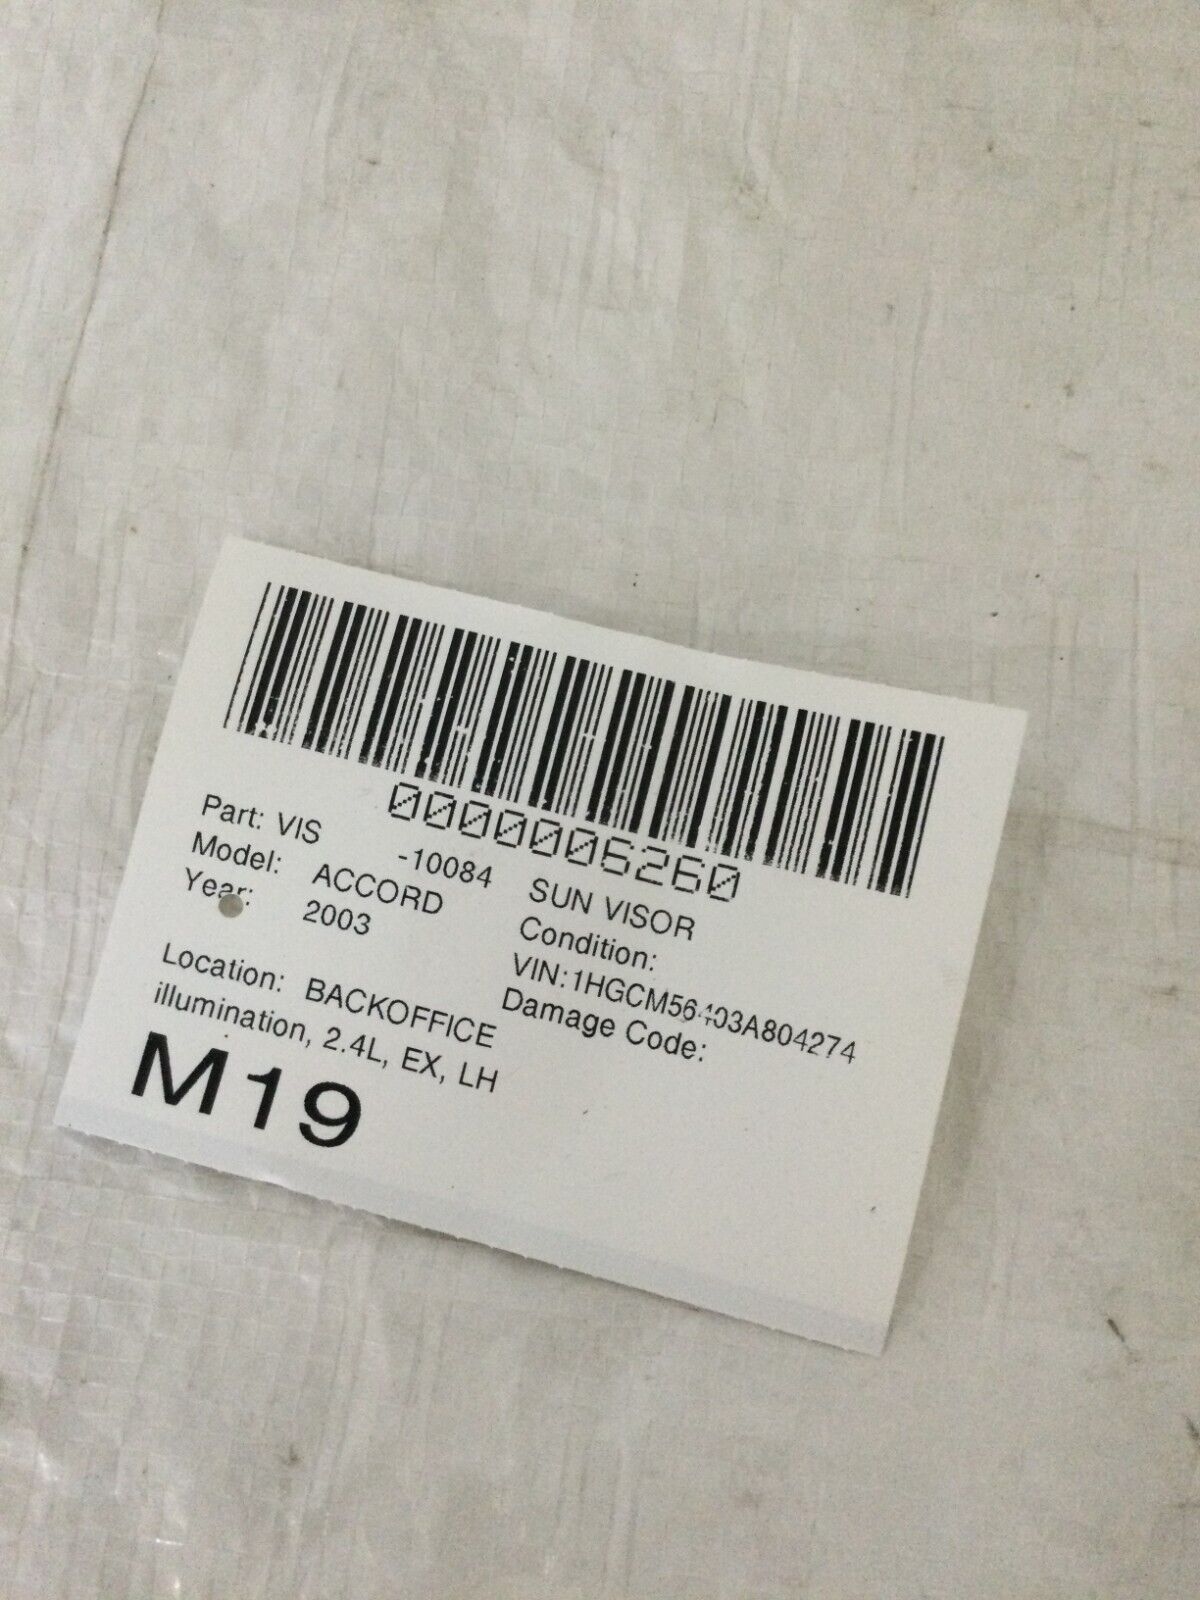 0000006260
Part: VIS -10084 SUN VISOR
Model: ACCORD Condition:
Year: 2003 VIN:1HGCM56403A804274
Damage Code:
Location: BACKOFFICE
illumination, 2.4L, EX, LH
M19